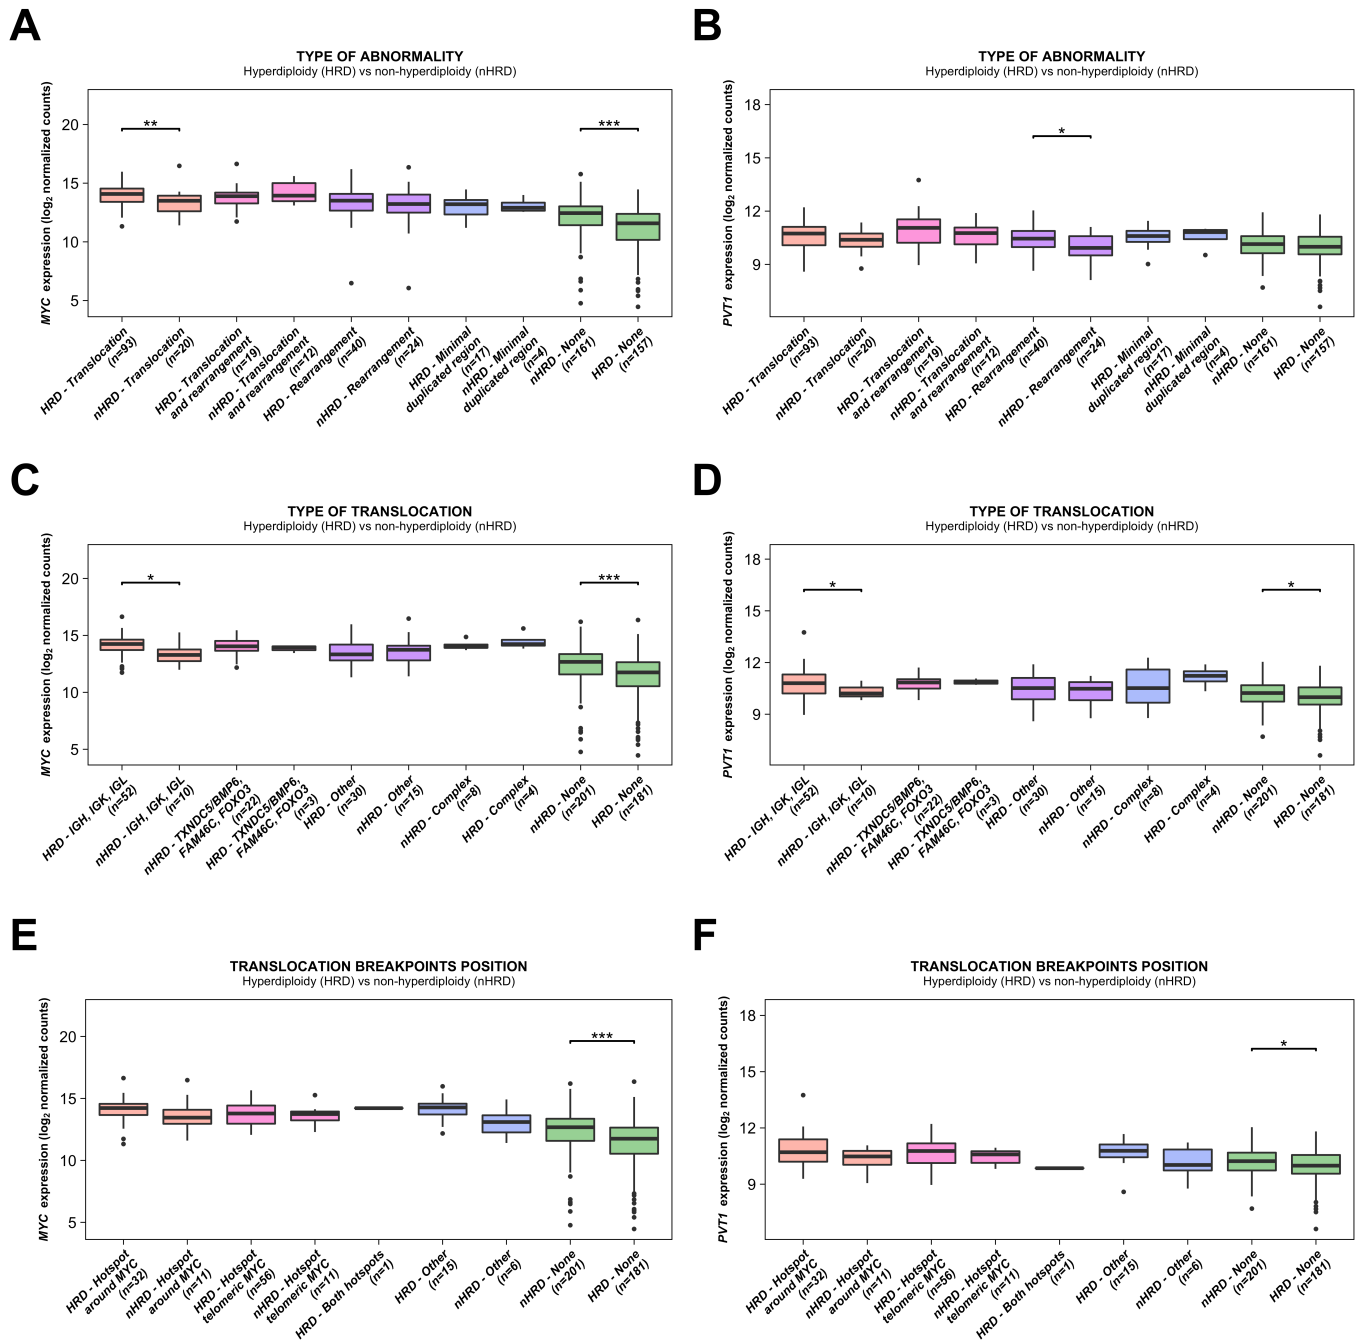 A
TYPE OF ABNORMALITY
Hyperdiploidy (HRD) vs non-hyperdiploidy (nHRD)
MYC expression (log2 normalized counts)
20
15
10
5
**
***
HRD - Translocation
(n=93)
nHRD - Translocation
(n=20)
HRD - Translocation
and rearrangement
(n=19)
nHRD - Translocation
and rearrangement
(n=12)
HRD - Rearrangement
(n=40)
nHRD - Rearrangement
(n=24)
HRD - Minimal
duplicated region
(n=17)
nHRD - Minimal
duplicated region
(n=4)
nHRD - None
(n=161)
HRD - None
(n=157)
B
TYPE OF ABNORMALITY
Hyperdiploidy (HRD) vs non-hyperdiploidy (nHRD)
PVT1 expression (log2 normalized counts)
18
15
12
9
*
HRD - Translocation
(n=93)
nHRD - Translocation
(n=20)
HRD - Translocation
and rearrangement
(n=19)
nHRD - Translocation
and rearrangement
(n=12)
HRD - Rearrangement
(n=40)
nHRD - Rearrangement
(n=24)
HRD - Minimal
duplicated region
(n=17)
nHRD - Minimal
duplicated region
(n=4)
nHRD - None
(n=161)
HRD - None
(n=157)
C
TYPE OF TRANSLOCATION
Hyperdiploidy (HRD) vs non-hyperdiploidy (nHRD)
MYC expression (log2 normalized counts)
20
15
10
5
*
***
HRD - IGH, IGK, IGL
(n=52)
nHRD - IGH, IGK, IGL
(n=10)
nHRD - TXNDC5/BMP6,
FAM46C, FOXO3
(n=22)
HRD - TXNDC5/BMP6,
FAM46C, FOXO3
(n=3)
HRD - Other
(n=30)
nHRD - Other
(n=15)
nHRD - Complex
(n=8)
HRD - Complex
(n=4)
nHRD - None
(n=201)
HRD - None
(n=181)
D
TYPE OF TRANSLOCATION
Hyperdiploidy (HRD) vs non-hyperdiploidy (nHRD)
PVT1 expression (log2 normalized counts)
18
15
12
9
*
*
HRD - IGH, IGK, IGL
(n=52)
nHRD - IGH, IGK, IGL
(n=10)
nHRD - TXNDC5/BMP6,
FAM46C, FOXO3
(n=22)
HRD - TXNDC5/BMP6,
FAM46C, FOXO3
(n=3)
HRD - Other
(n=30)
nHRD - Other
(n=15)
nHRD - Complex
(n=8)
HRD - Complex
(n=4)
nHRD - None
(n=201)
HRD - None
(n=181)
E
TRANSLOCATION BREAKPOINTS POSITION
Hyperdiploidy (HRD) vs non-hyperdiploidy (nHRD)
MYC expression (log2 normalized counts)
20
15
10
5
***
HRD - Hotspot
around MYC
(n=32)
nHRD - Hotspot
around MYC
(n=11)
HRD - Hotspot
telomeric MYC
(n=56)
nHRD - Hotspot
telomeric MYC
(n=11)
HRD - Both hotspots
(n=1)
HRD - Other
(n=15)
nHRD - Other
(n=6)
nHRD - None
(n=201)
HRD - None
(n=181)
F
TRANSLOCATION BREAKPOINTS POSITION
Hyperdiploidy (HRD) vs non-hyperdiploidy (nHRD)
PVT1 expression (log2 normalized counts)
18
15
12
9
*
HRD - Hotspot
around MYC
(n=32)
nHRD - Hotspot
around MYC
(n=11)
HRD - Hotspot
telomeric MYC
(n=56)
nHRD - Hotspot
telomeric MYC
(n=11)
HRD - Both hotspots
(n=1)
HRD - Other
(n=15)
nHRD - Other
(n=6)
nHRD - None
(n=201)
HRD - None
(n=181)